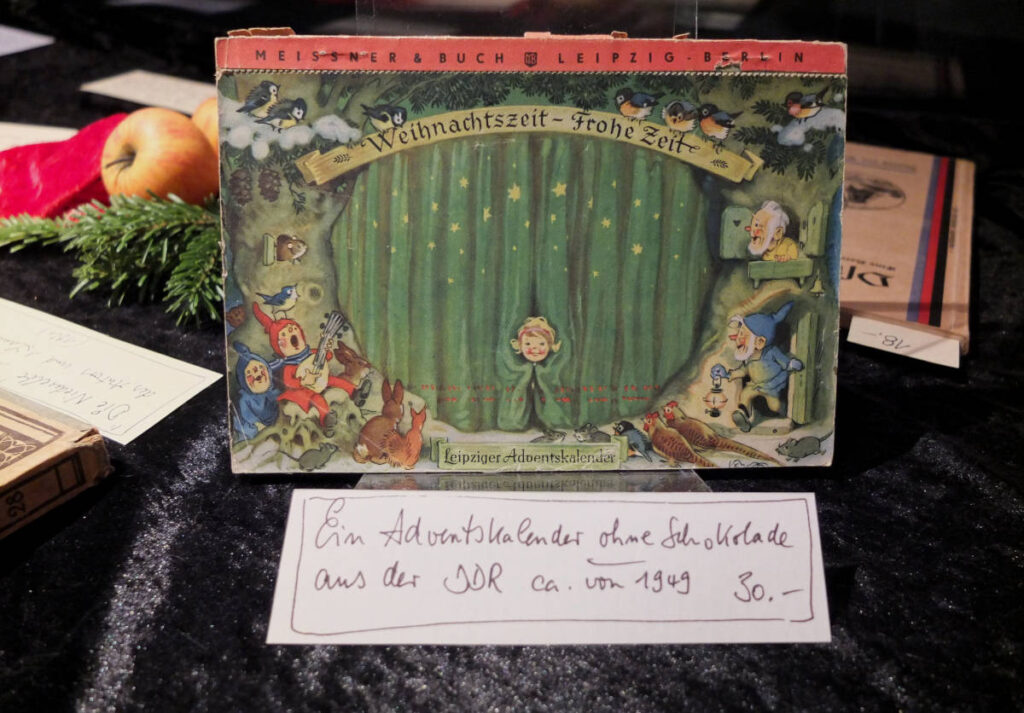 MEISSNER & BUCH LEIPZIG - BERLIN
Weihnachtszeit – Frohe Zeit
Leipziger Adventskalender
Ein Adventskalender ohne Schokolade
aus der DDR ca. von 1949 30.–
18.–
28